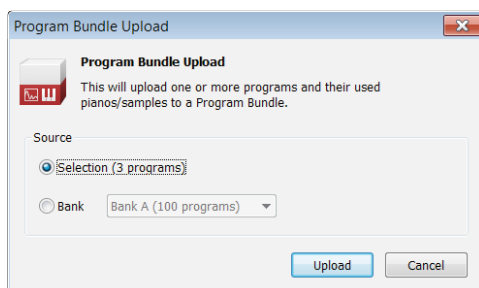 Program Bundle Upload
Program Bundle Upload
This will upload one or more programs and their used
pianos/samples to a Program Bundle.
Source
Selection (3 programs)
Bank Bank A (100 programs)
Upload Cancel